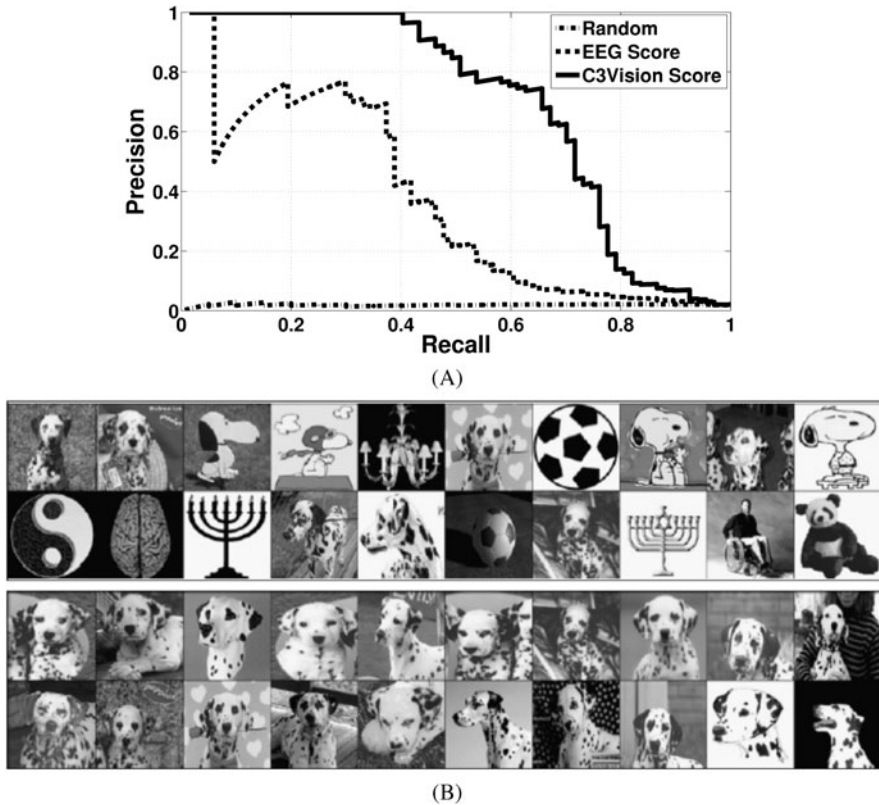 1
0.8
0.6
0.4
0.2
0
Precision
Random
EEG Score
C3Vision Score
0 0.2 0.4 0.6 0.8 1
Recall
(A)
(B)